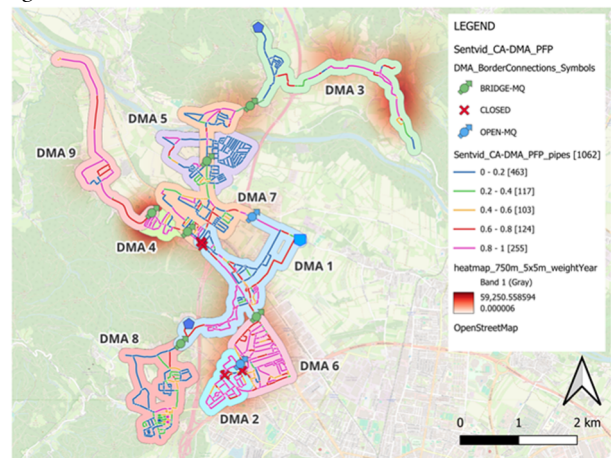 LEGEND
Sentvid_CA-DMA_PFP
DMA_BorderConnections_Symbols
BRIDGE-MQ
CLOSED
OPEN-MQ
Sentvid_CA-DMA_PFP_pipes [1062]
0 - 0.2 [463]
0.2 - 0.4 [117]
0.4 - 0.6 [103]
0.6 - 0.8 [124]
0.8 - 1 [255]
heatmap_750m_5x5m_weightYear
Band 1 (Gray)
59,250.558594
0.000006
OpenStreetMap
DMA 3
DMA 5
DMA 9
DMA 7
DMA 4
DMA 1
DMA 8
DMA 6
DMA 2
0 1 2 km